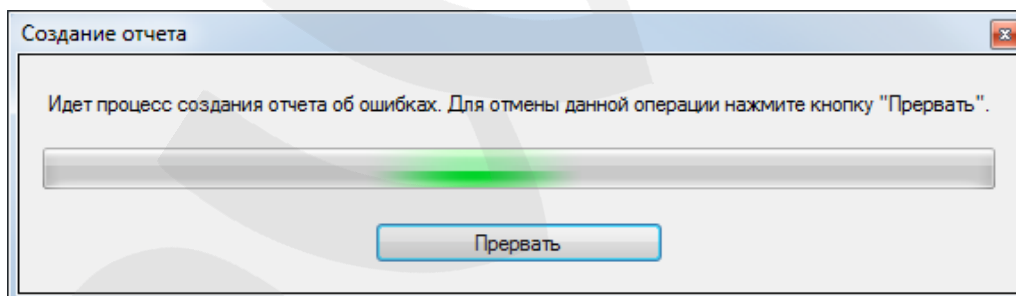 Создание отчета
Идет процесс создания отчета об ошибках. Для отмены данной операции нажмите кнопку "Прервать".
Прервать